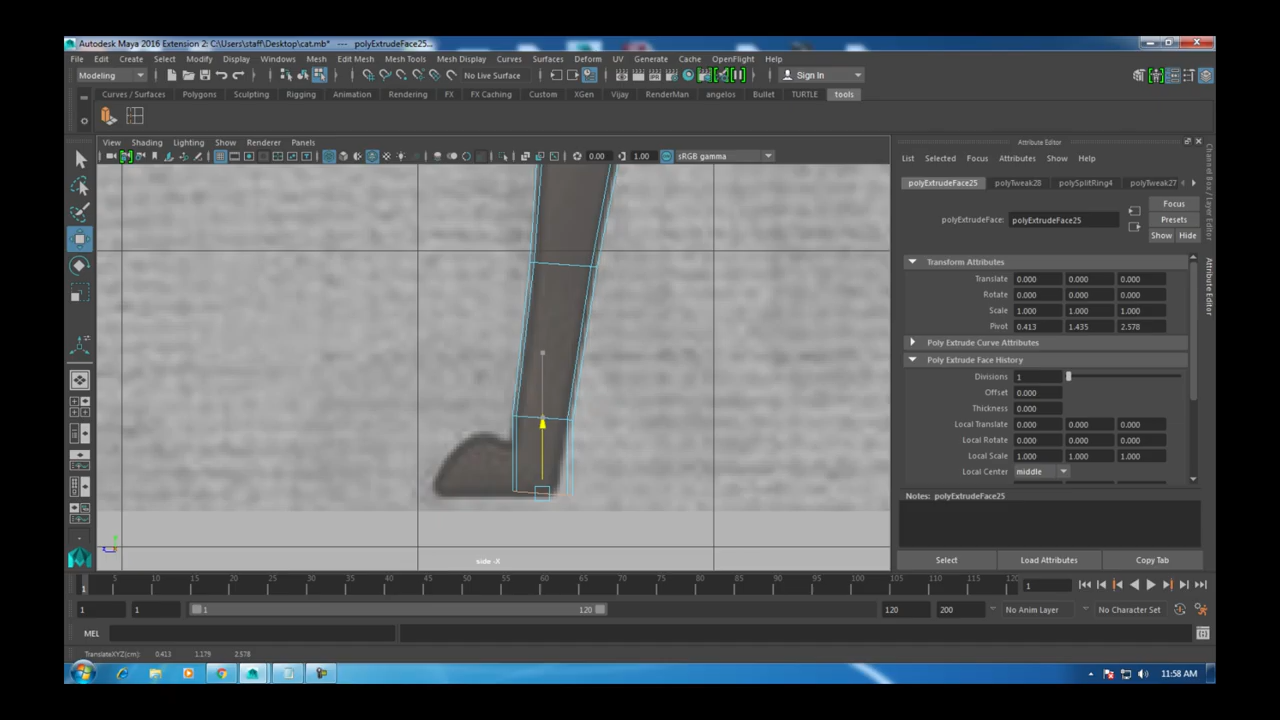 Autodesk Maya 2016 Extension 2: C:\Users\staff\Desktop\cat.mb* --- polyExtrudeFace25...
File Edit Create Select Modify Display Windows Mesh Edit Mesh Mesh Tools Mesh Display Curves Surfaces Deform UV Generate Cache OpenFlight Help
Modeling No Live Surface Sign In
Curves / Surfaces Polygons Sculpting Rigging Animation Rendering FX FX Caching Custom XGen Vijay RenderMan angelos Bullet TURTLE tools
Attribute Editor
View Shading Lighting Show Renderer Panels
0.00 1.00 sRGB gamma
List Selected Focus Attributes Show Help
polyExtrudeFace25 polyTweak28 polySplitRing4 polyTweak27
Focus
polyExtrudeFace: polyExtrudeFace25
Presets
Show Hide
Transform Attributes
Translate 0.000 0.000 0.000
Rotate 0.000 0.000 0.000
Scale 1.000 1.000 1.000
Pivot 0.413 1.435 2.578
Poly Extrude Curve Attributes
Poly Extrude Face History
Divisions 1
Offset 0.000
Thickness 0.000
Local Translate 0.000 0.000 0.000
Local Rotate 0.000 0.000 0.000
Local Scale 1.000 1.000 1.000
Local Center middle
Notes: polyExtrudeFace25
Select Load Attributes Copy Tab
Channel Box / Layer Editor
Attribute Editor
side -X
5 10 15 20 25 30 35 40 45 50 55 60 65 70 75 80 85 90 95 100 105 110 115 120
1 1
1 1 1 120 120 200 No Anim Layer No Character Set
MEL
TranslateXYZ(cm): 0.413 1.179 2.578
11:58 AM